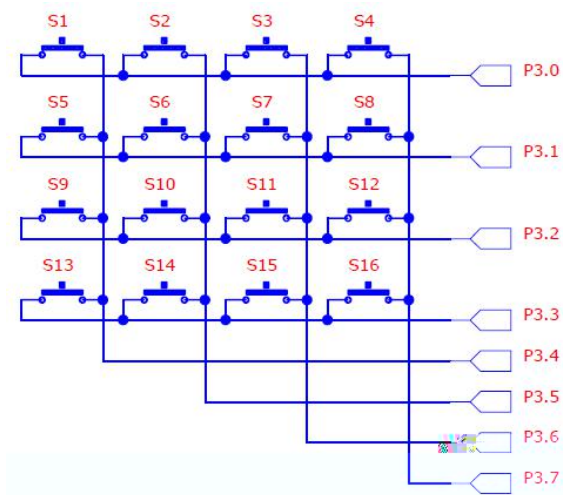 S1 S2 S3 S4
P3.0
S5 S6 S7 S8
P3.1
S9 S10 S11 S12
P3.2
S13 S14 S15 S16
P3.3
P3.4
P3.5
P3.6
P3.7